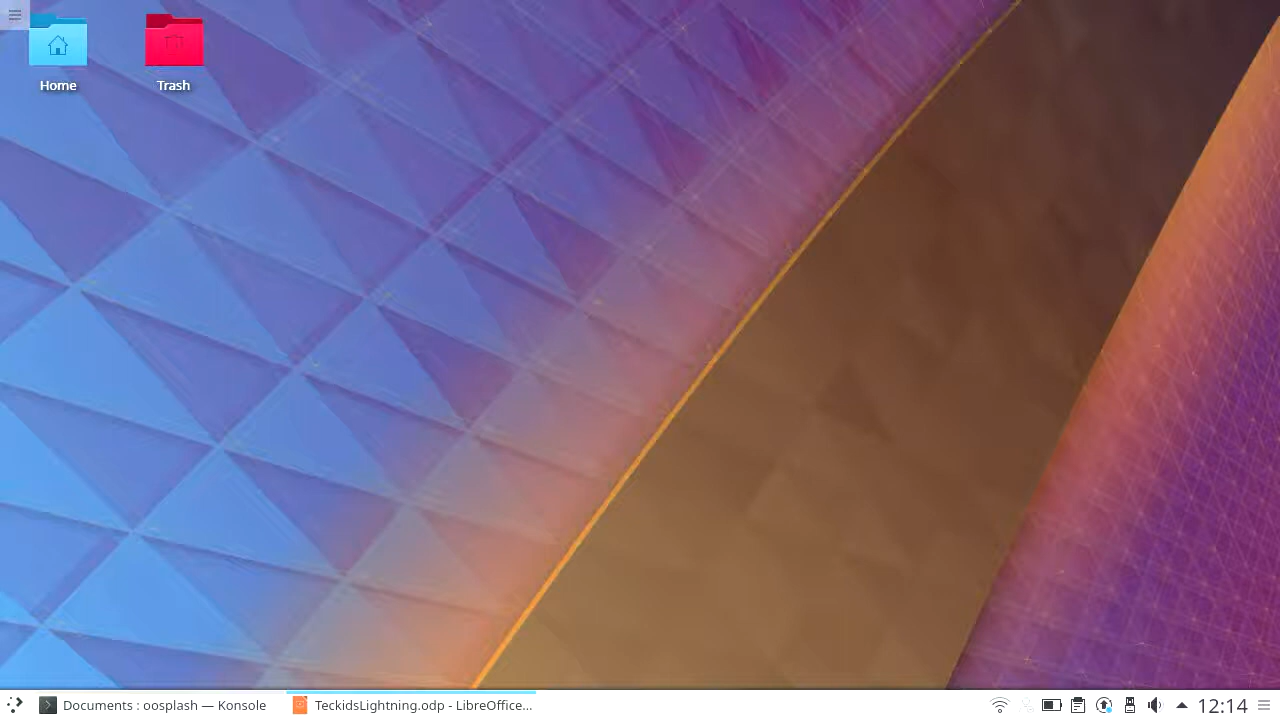 Home
Trash
Documents : oosplash — Konsole
TeckidsLightning.odp - LibreOffice...
12:14